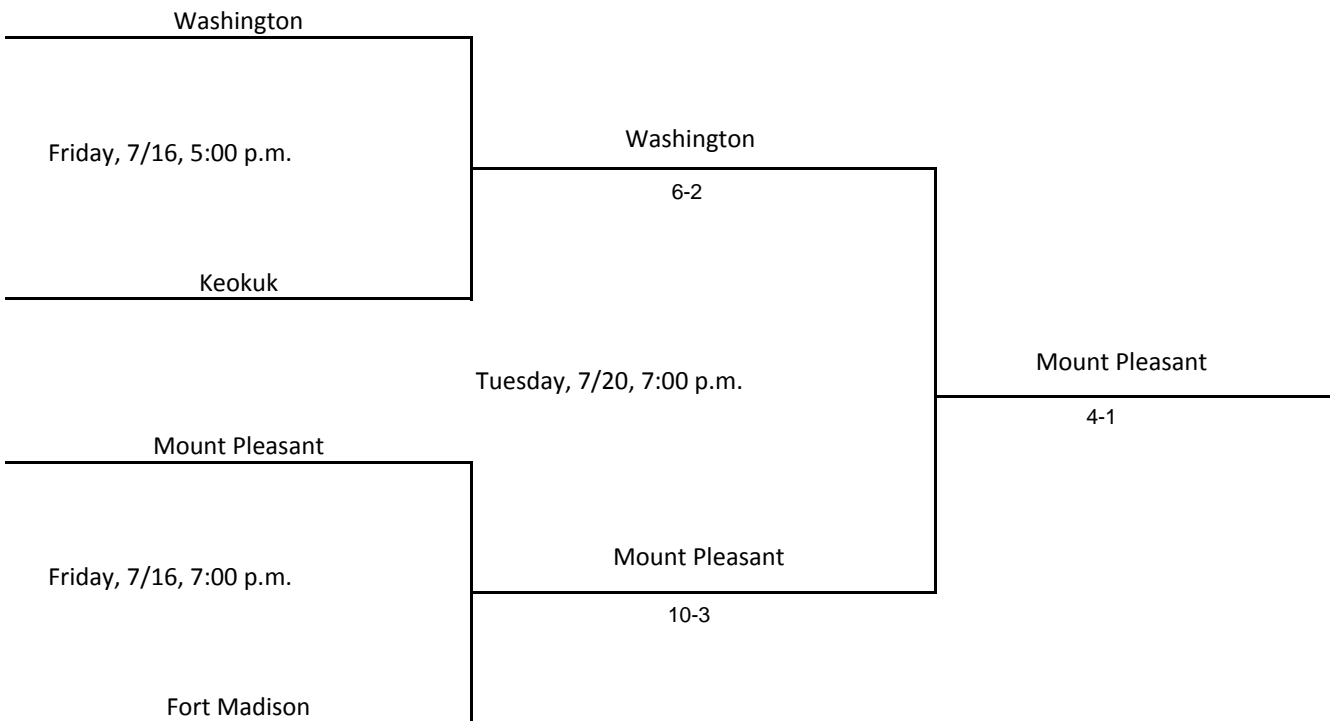 Washington
Friday, 7/16, 5:00 p.m.
Washington
6-2
Keokuk
Tuesday, 7/20, 7:00 p.m.
Mount Pleasant
4-1
Mount Pleasant
Friday, 7/16, 7:00 p.m.
Mount Pleasant
10-3
Fort Madison